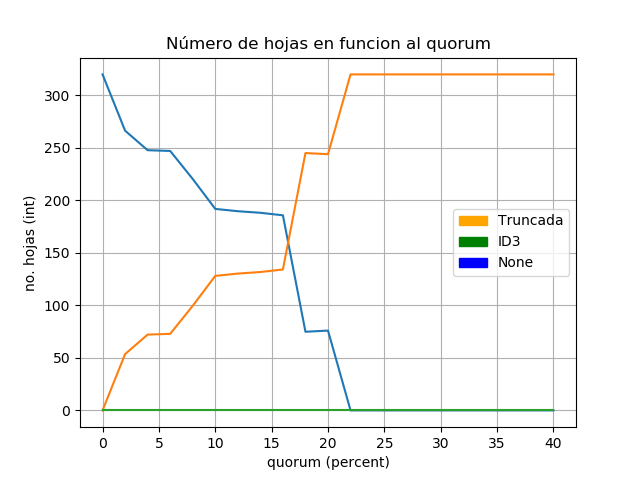 Número de hojas en funcion al quorum
no. hojas (int)
300
250
200
150
100
50
0
Truncada
ID3
None
0 5 10 15 20 25 30 35 40
quorum (percent)